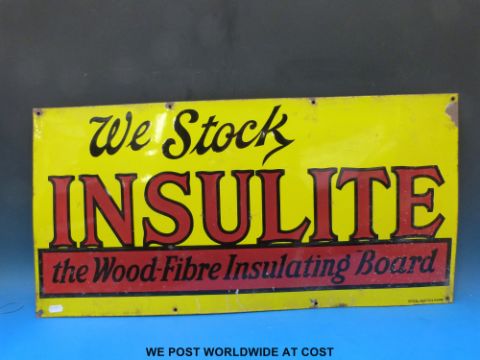 We Stock
INSULITE
the Wood-Fibre Insulating Board
WE POST WORLDWIDE AT COST